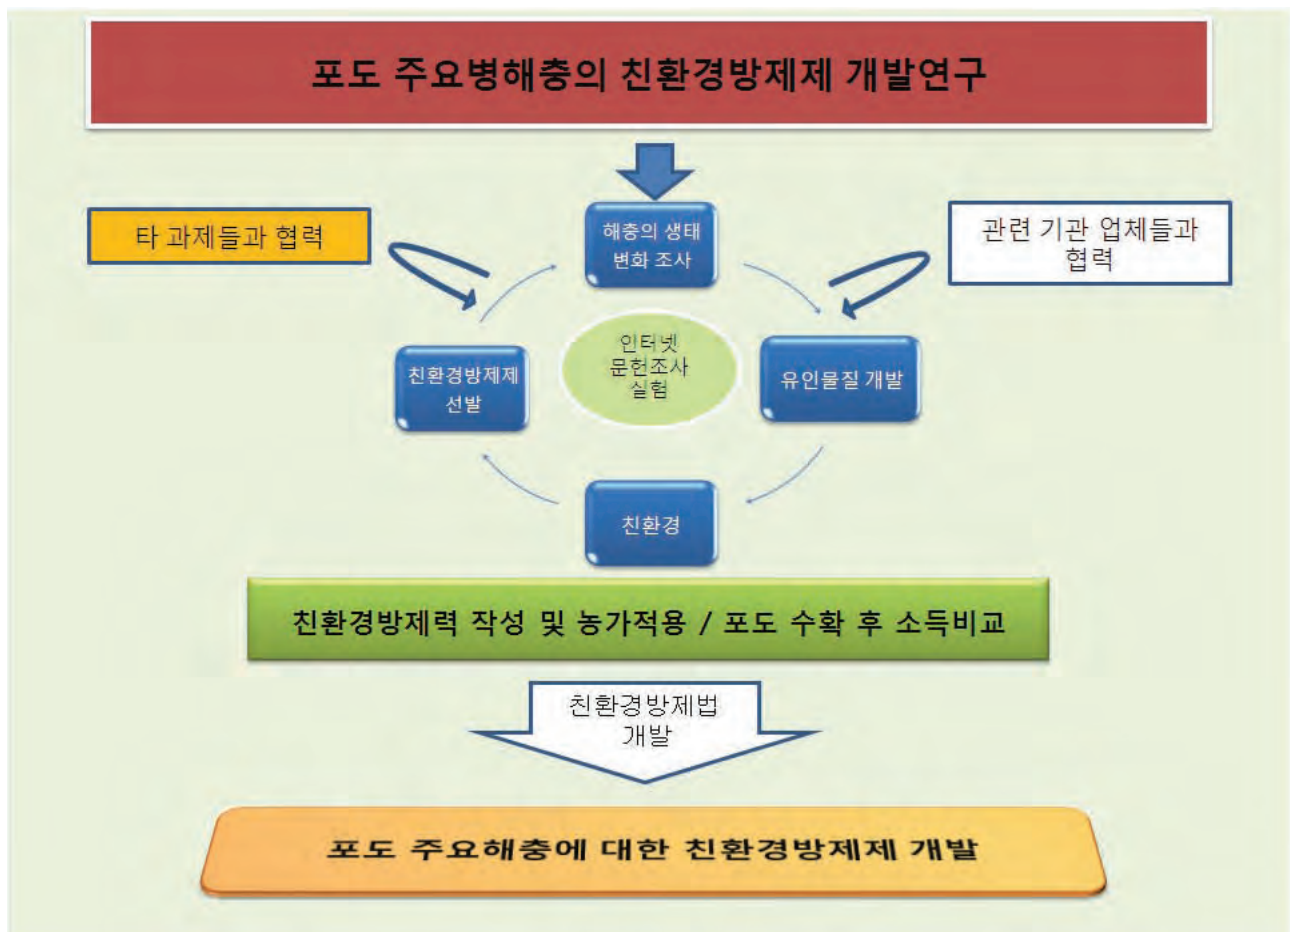 포도 주요병해충의 친환경방제제 개발연구
타 과제들과 협력
해충의 생태
변화 조사
관련 기관 업체들과
협력
인터넷
문헌조사
실험
친환경방제제
선발
유인물질 개발
친환경
친환경방제력 작성 및 농가적용 / 포도 수확 후 소득비교
친환경방제법
개발
포도 주요해충에 대한 친환경방제제 개발